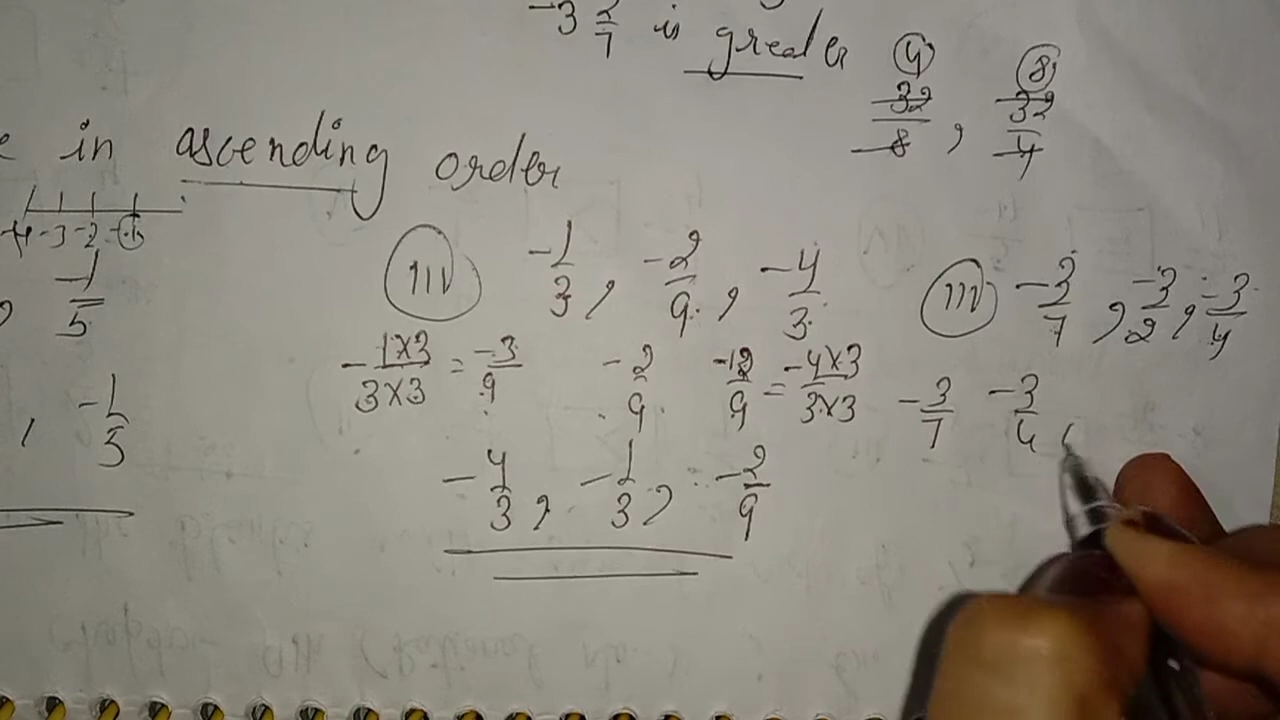 -3 2/7 is greater
④ ⑧
32/8 , 32/4
in ascending order
-4 -3 -2 -1
-1/5
(iii) -1/3 , -2/9 , -4/3
(iii) -3/7 , -3/2 , -3/4
-1×3/3×3 = -3/9 -2/9 -12/9 = -4×3/3×3
-3/7 -3/4
, -1/5
-4/3 , -1/3 , -2/9